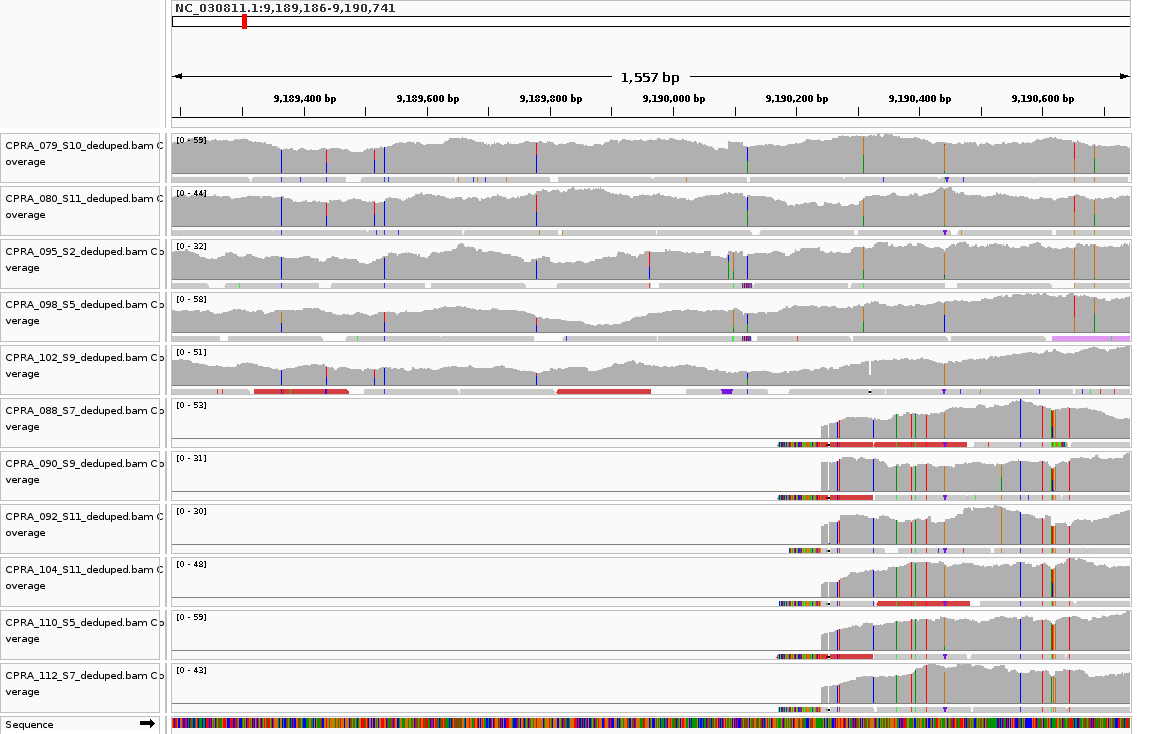 NC_030811.1:9,189,186-9,190,741
1,557 bp
9,189,400 bp 9,189,600 bp 9,189,800 bp 9,190,000 bp 9,190,200 bp 9,190,400 bp 9,190,600 bp
CPRA_079_S10_deduped.bam C
overage
[0 - 59]
CPRA_080_S11_deduped.bam C
overage
[0 - 44]
CPRA_095_S2_deduped.bam Co
verage
[0 - 32]
CPRA_098_S5_deduped.bam Co
verage
[0 - 58]
CPRA_102_S9_deduped.bam Co
verage
[0 - 51]
CPRA_088_S7_deduped.bam Co
verage
[0 - 53]
CPRA_090_S9_deduped.bam Co
verage
[0 - 31]
CPRA_092_S11_deduped.bam C
overage
[0 - 30]
CPRA_104_S11_deduped.bam C
overage
[0 - 48]
CPRA_110_S5_deduped.bam Co
verage
[0 - 59]
CPRA_112_S7_deduped.bam Co
verage
[0 - 43]
Sequence